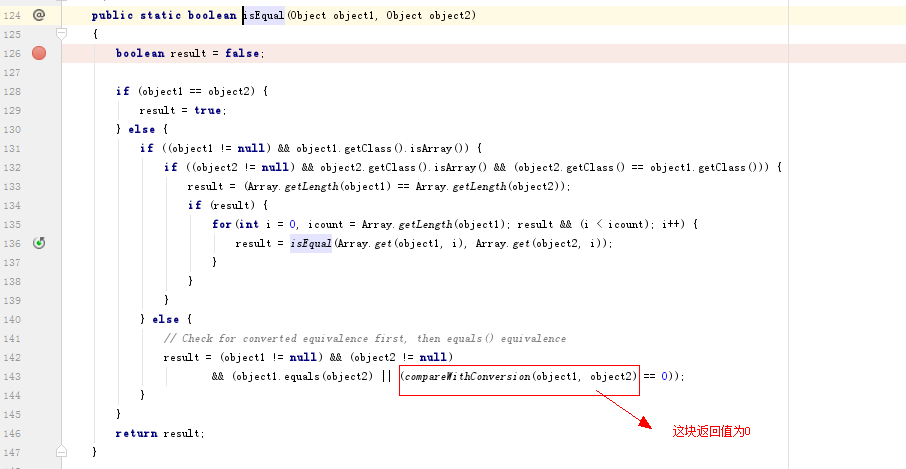 124 public static boolean isEqual(Object object1, Object object2)
125 {
126 boolean result = false;
127
128 if (object1 == object2) {
129 result = true;
130 } else {
131 if ((object1 != null) && object1.getClass().isArray()) {
132 if ((object2 != null) && object2.getClass().isArray() && (object2.getClass() == object1.getClass())) {
133 result = (Array.getLength(object1) == Array.getLength(object2));
134 if (result) {
135 for(int i = 0, icount = Array.getLength(object1); result && (i < icount); i++) {
136 result = isEqual(Array.get(object1, i), Array.get(object2, i));
137 }
138 }
139 }
140 } else {
141 // Check for converted equivalence first, then equals() equivalence
142 result = (object1 != null) && (object2 != null)
143 && (object1.equals(object2) || (compareWithConversion(object1, object2) == 0));
144 }
145 }
146 return result;
147 }
这块返回值为0